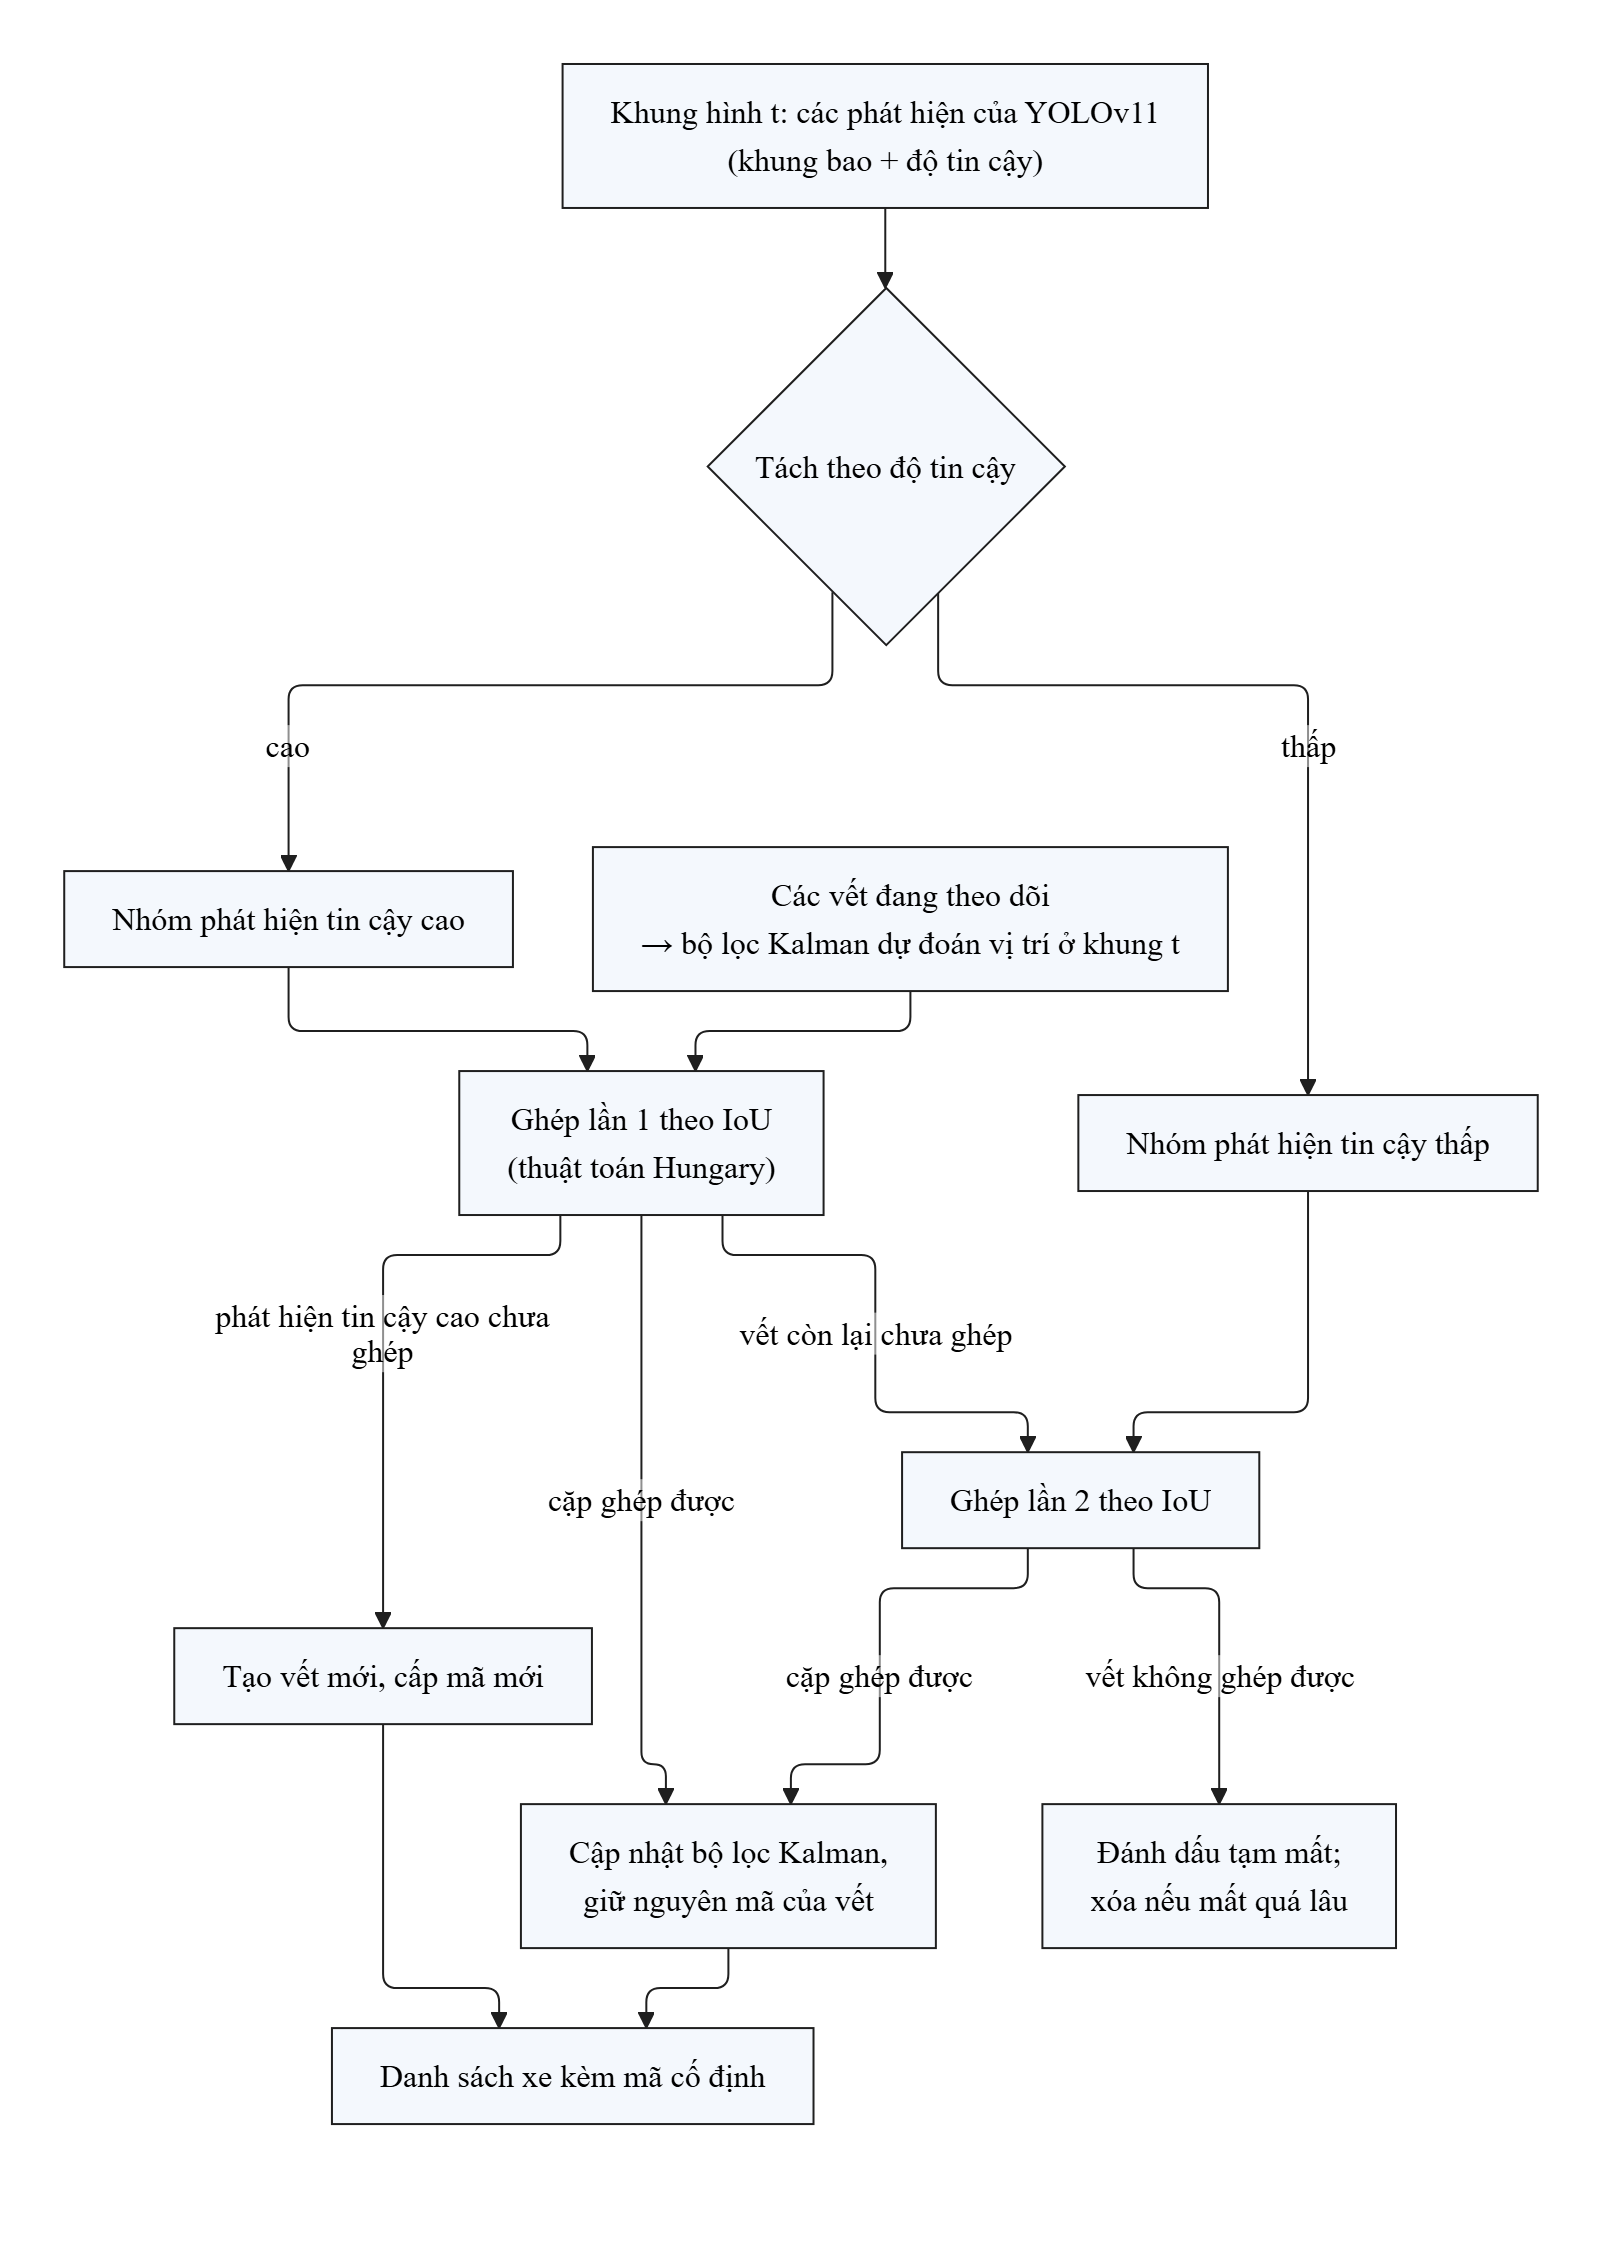 Khung hình t: các phát hiện của YOLOv11
(khung bao + độ tin cậy)
Tách theo độ tin cậy
cao
thấp
Nhóm phát hiện tin cậy cao
Các vết đang theo dõi
→ bộ lọc Kalman dự đoán vị trí ở khung t
Ghép lần 1 theo IoU
(thuật toán Hungary)
Nhóm phát hiện tin cậy thấp
phát hiện tin cậy cao chưa
ghép
vết còn lại chưa ghép
cặp ghép được
Ghép lần 2 theo IoU
Tạo vết mới, cấp mã mới
cặp ghép được
vết không ghép được
Cập nhật bộ lọc Kalman,
giữ nguyên mã của vết
Đánh dấu tạm mất;
xóa nếu mất quá lâu
Danh sách xe kèm mã cố định